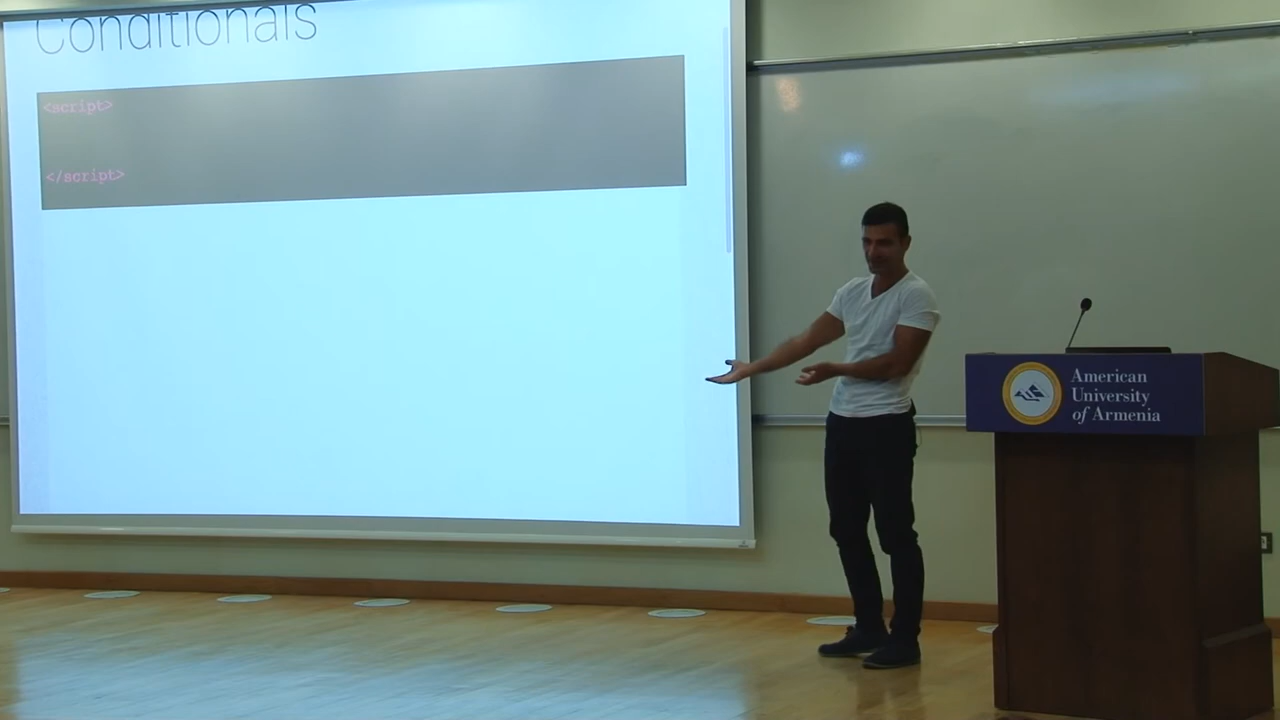 Conditionals
<script>
</script>
American
University
of Armenia